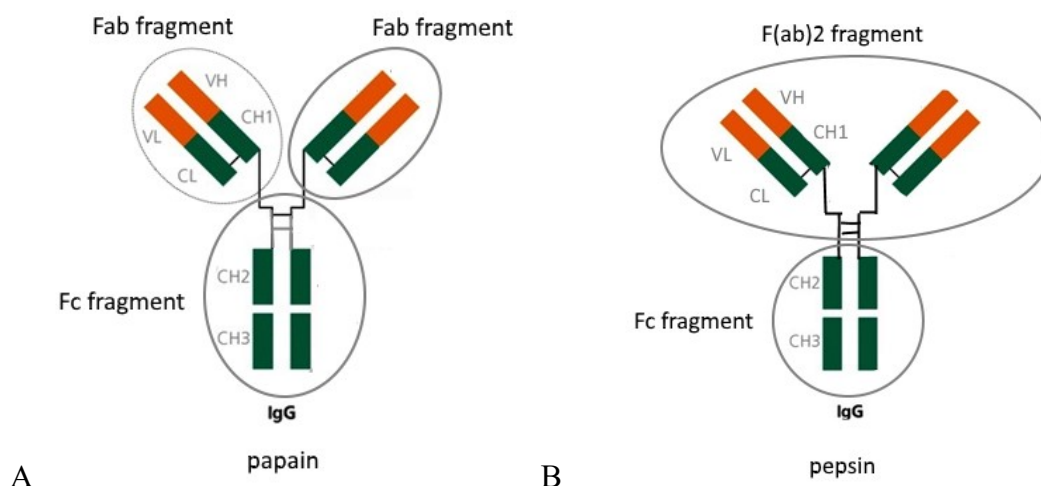 Fab fragment
Fab fragment
VH
CH1
VL
CL
CH2
Fc fragment
CH3
IgG
papain
A
F(ab)2 fragment
VH
CH1
VL
CL
CH2
Fc fragment
CH3
IgG
pepsin
B